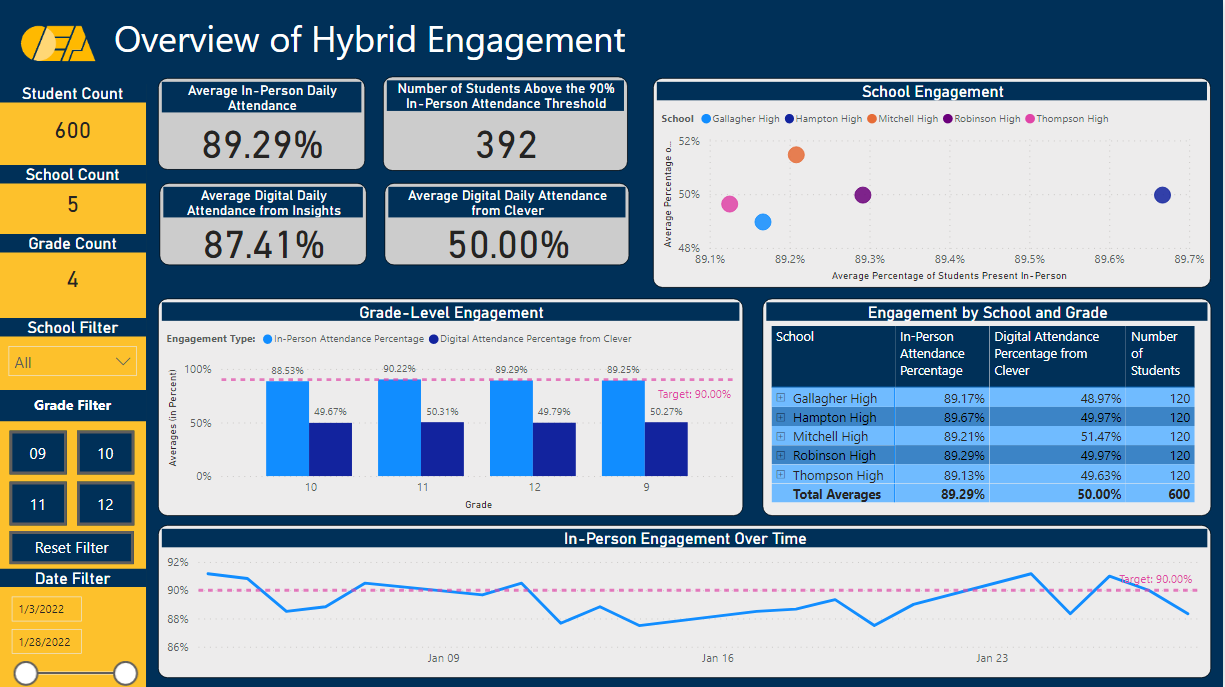 OEA
Overview of Hybrid Engagement
Student Count
600
School Count
5
Grade Count
4
School Filter
All
Grade Filter
09
10
11
12
Reset Filter
Date Filter
1/3/2022
1/28/2022
Average In-Person Daily
Attendance
89.29%
Number of Students Above the 90%
In-Person Attendance Threshold
392
Average Digital Daily
Attendance from Insights
87.41%
Average Digital Daily Attendance
from Clever
50.00%
School Engagement
School Gallagher High Hampton High Mitchell High Robinson High Thompson High
Average Percentage o...
52%
50%
48%
89.1% 89.2% 89.3% 89.4% 89.5% 89.6% 89.7%
Average Percentage of Students Present In-Person
Grade-Level Engagement
Engagement Type: In-Person Attendance Percentage Digital Attendance Percentage from Clever
Averages (in Percent)
100%
50%
0%
88.53% 90.22% 89.29% 89.25%
Target: 90.00%
49.67% 50.31% 49.79% 50.27%
10 11 12 9
Grade
Engagement by School and Grade
School
In-Person
Attendance
Percentage
Digital Attendance
Percentage from
Clever
Number
of
Students
Gallagher High 89.17% 48.97% 120
Hampton High 89.67% 49.97% 120
Mitchell High 89.21% 51.47% 120
Robinson High 89.29% 49.97% 120
Thompson High 89.13% 49.63% 120
Total Averages 89.29% 50.00% 600
In-Person Engagement Over Time
92%
90%
88%
86%
Target: 90.00%
Jan 09 Jan 16 Jan 23